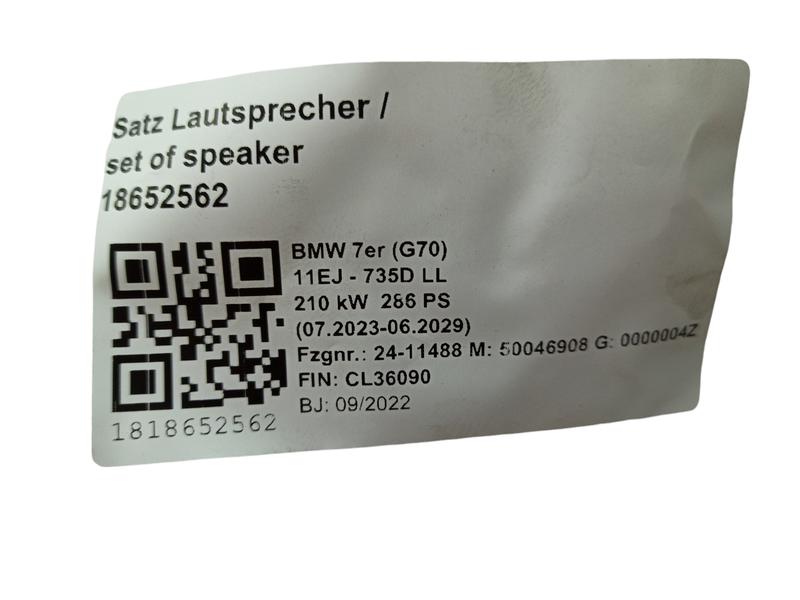 Satz Lautsprecher /
set of speaker
18652562
BMW 7er (G70)
11EJ - 735D LL
210 kW 286 PS
(07.2023-06.2029)
Fzgnr.: 24-11488 M: 50046908 G: 0000004Z
FIN: CL36090
BJ: 09/2022
1818652562